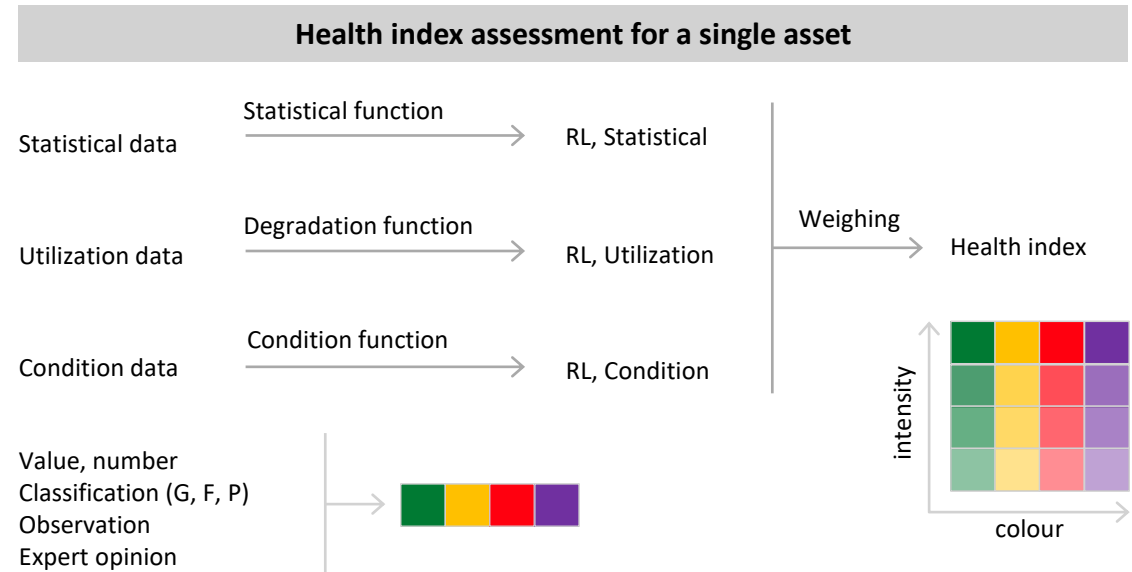 Health index assessment for a single asset
Statistical data
Statistical function
RL, Statistical
Utilization data
Degradation function
RL, Utilization
Condition data
Condition function
RL, Condition
Weighing
Health index
intensity
colour
Value, number
Classification (G, F, P)
Observation
Expert opinion